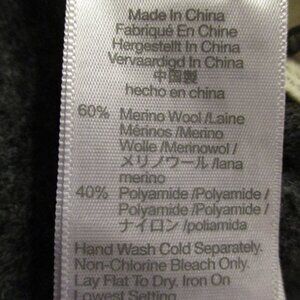 Made In China
Fabriqué En Chine
Hergestellt In China
Vervaardigd In China
中国製
hecho en china
60% Merino Wool /Laine
Mérinos /Merino
Wolle /Merinowol /
メリノウール /lana
merino
40% Polyamide /Polyamide /
Polyamide /Polyamide /
ナイロン /poliamida
Hand Wash Cold Separately.
Non-Chlorine Bleach Only.
Lay Flat To Dry. Iron On
Lowest Setting